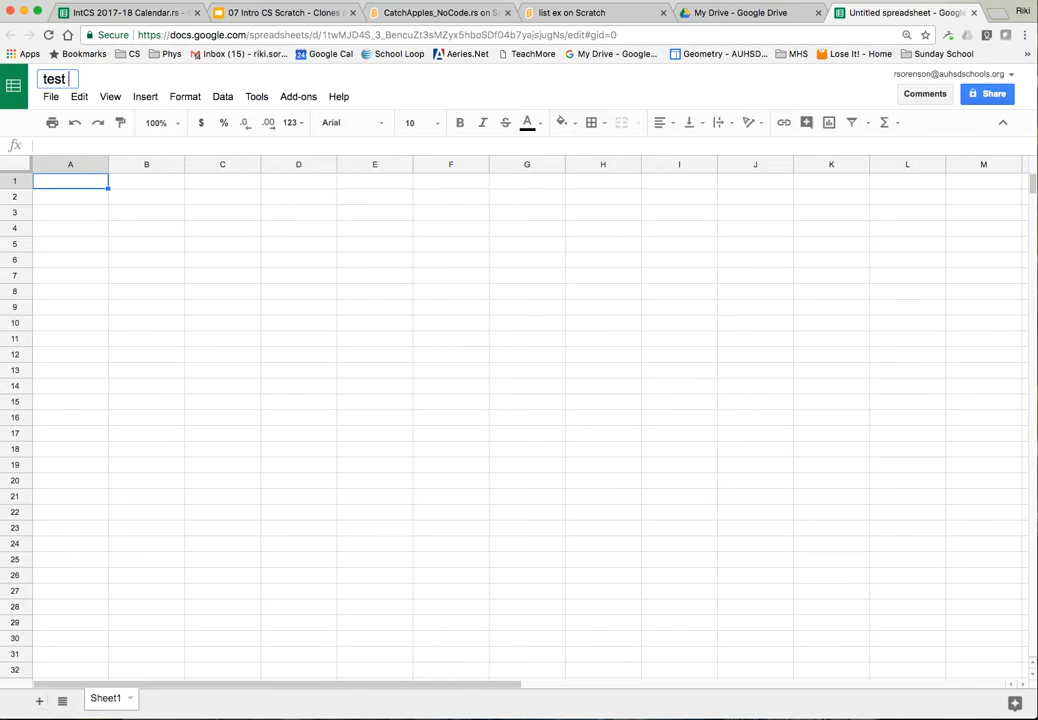 IntCS 2017-18 Calendar.rs - 07 Intro CS Scratch - Clones CatchApples_NoCode.rs on list ex on Scratch My Drive - Google Drive Untitled spreadsheet - Google Riki
Secure https://docs.google.com/spreadsheets/d/1twMJD4S_3_BencuZt3sMZyx5hboSDf04b7yajsjugNs/edit#gid=0
Apps Bookmarks CS Phys Inbox (15) - riki.sor... 24 Google Cal School Loop Aeries.Net TeachMore My Drive - Google... Geometry - AUHSD... MHS Lose It! - Home Sunday School
test
rsorenson@auhsdschools.org
File Edit View Insert Format Data Tools Add-ons Help
Comments Share
100% $ % .0 .00 123 Arial 10 B I S A Σ
fx
A B C D E F G H I J K L M
1
2
3
4
5
6
7
8
9
10
11
12
13
14
15
16
17
18
19
20
21
22
23
24
25
26
27
28
29
30
31
32
+ Sheet1